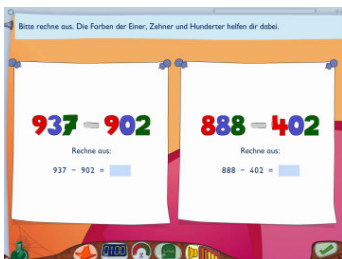 Bitte rechne aus. Die Farben der Einer, Zehner und Hunderter helfen dir dabei.
937 – 902
Rechne aus:
937 – 902 =
888 – 402
Rechne aus:
888 – 402 =
0100